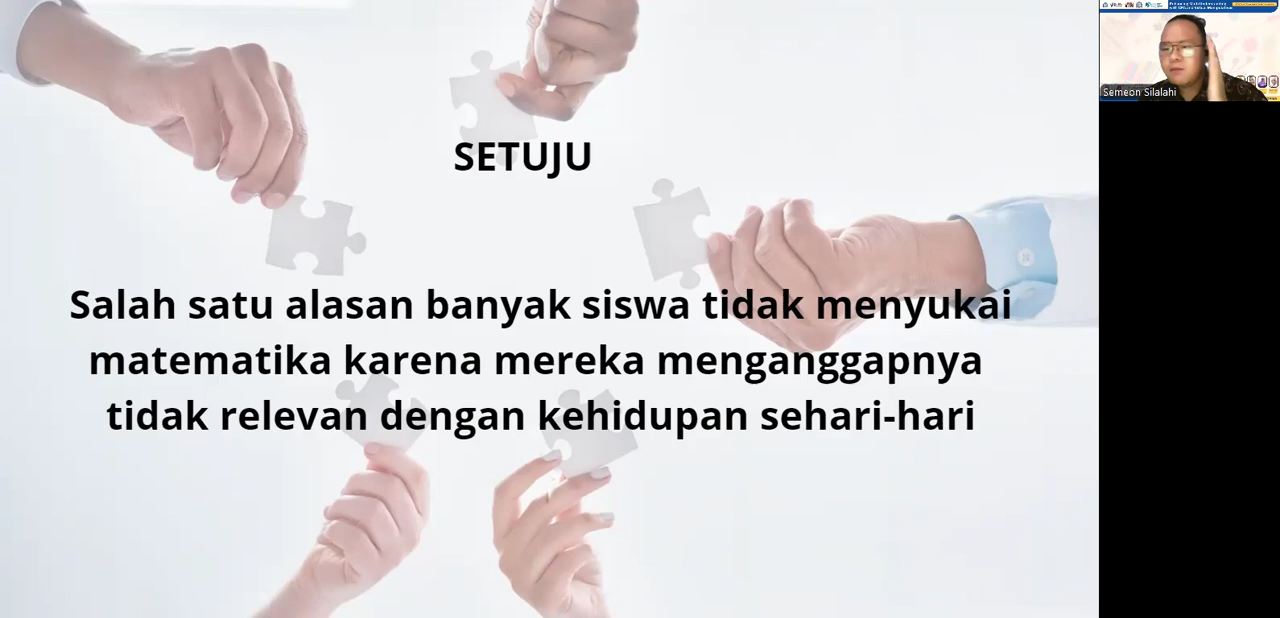 SETUJU
Salah satu alasan banyak siswa tidak menyukai
matematika karena mereka menganggapnya
tidak relevan dengan kehidupan sehari-hari
Semeon Silalahi